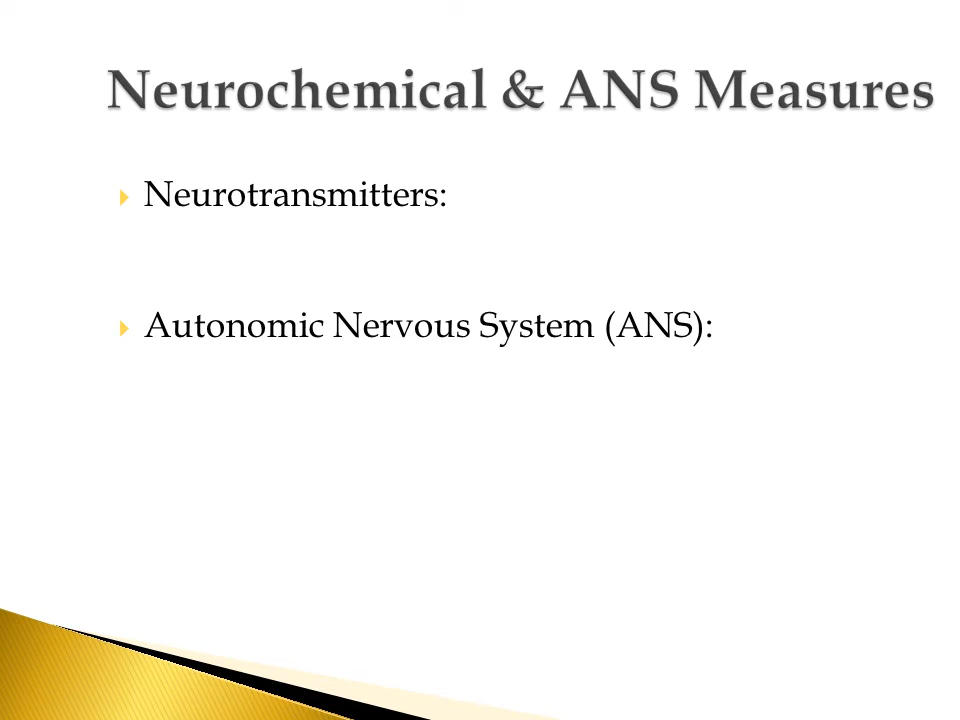 Neurochemical & ANS Measures
Neurotransmitters:
Autonomic Nervous System (ANS):